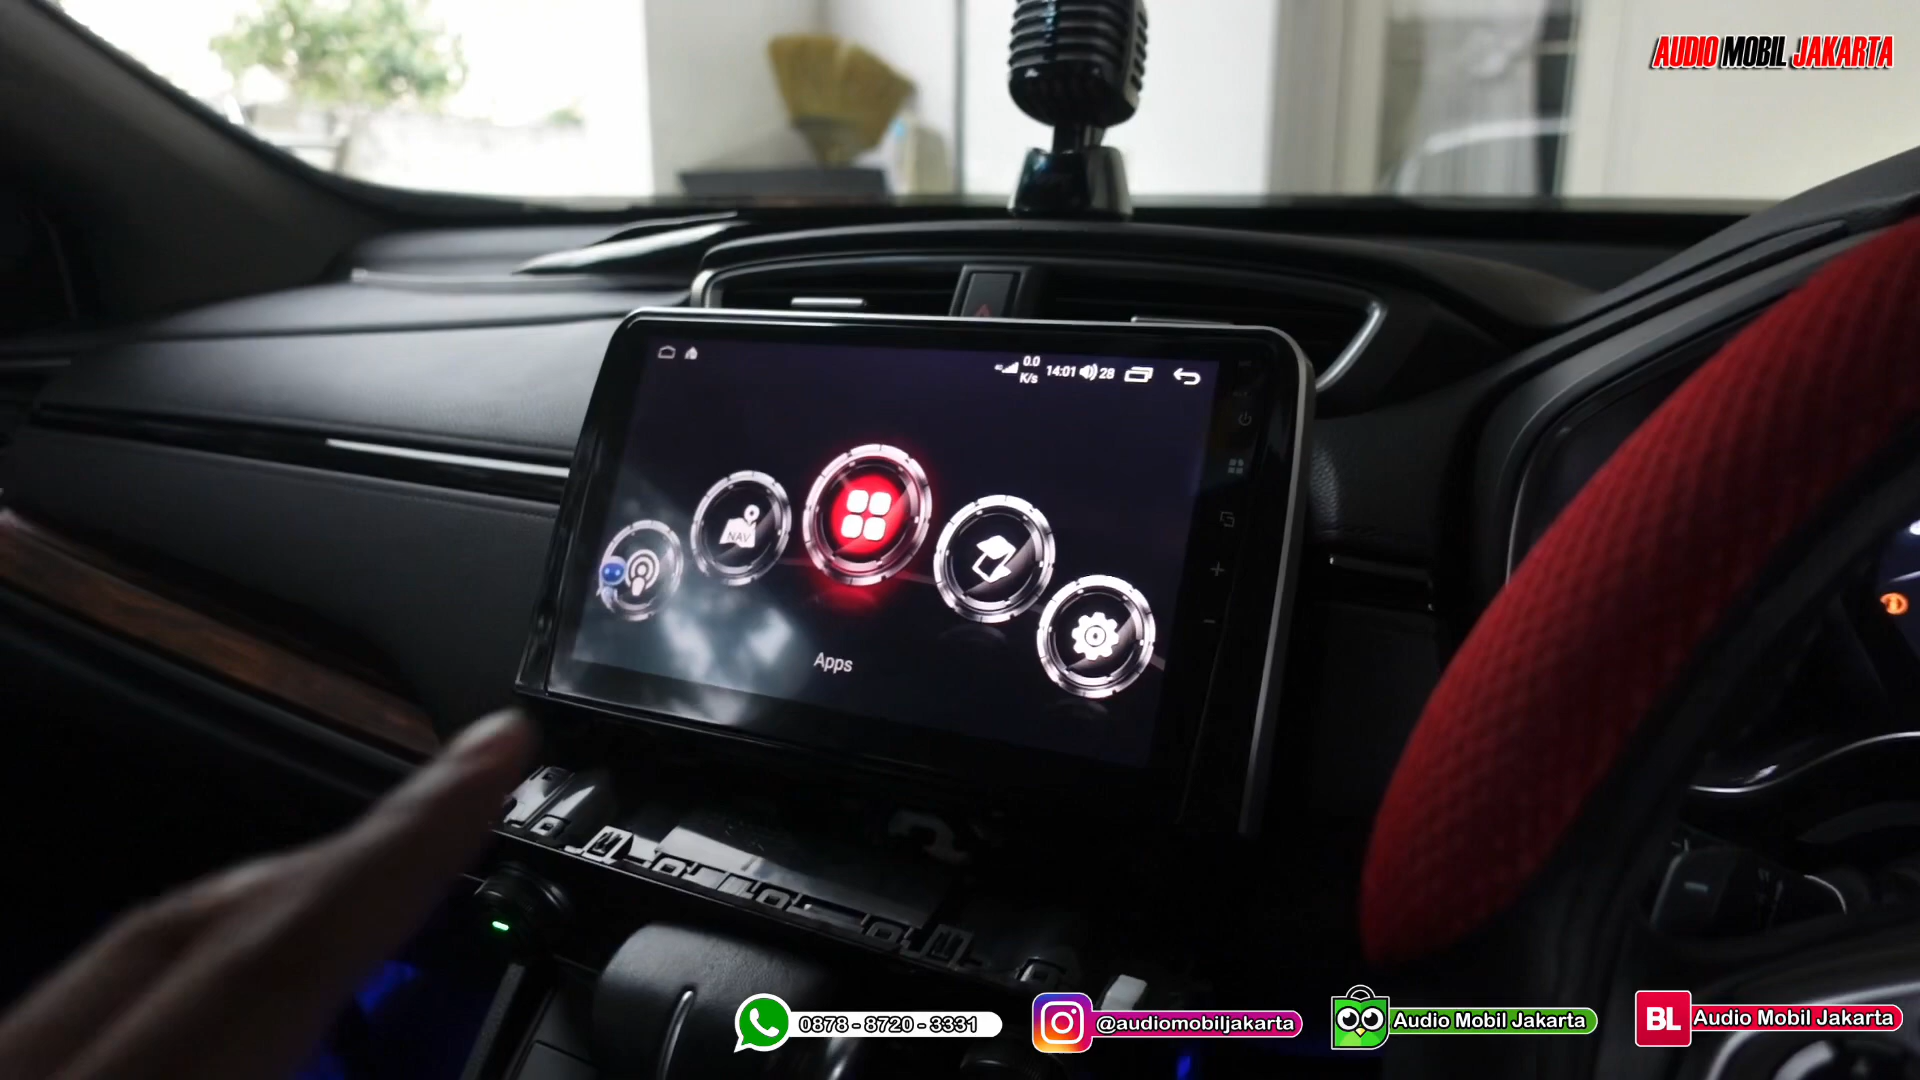 AUDIO MOBIL JAKARTA
0.0
K/s
14:01
28
NAV
Apps
0878 - 8720 - 3331
@audiomobiljakarta
Audio Mobil Jakarta
BL
Audio Mobil Jakarta